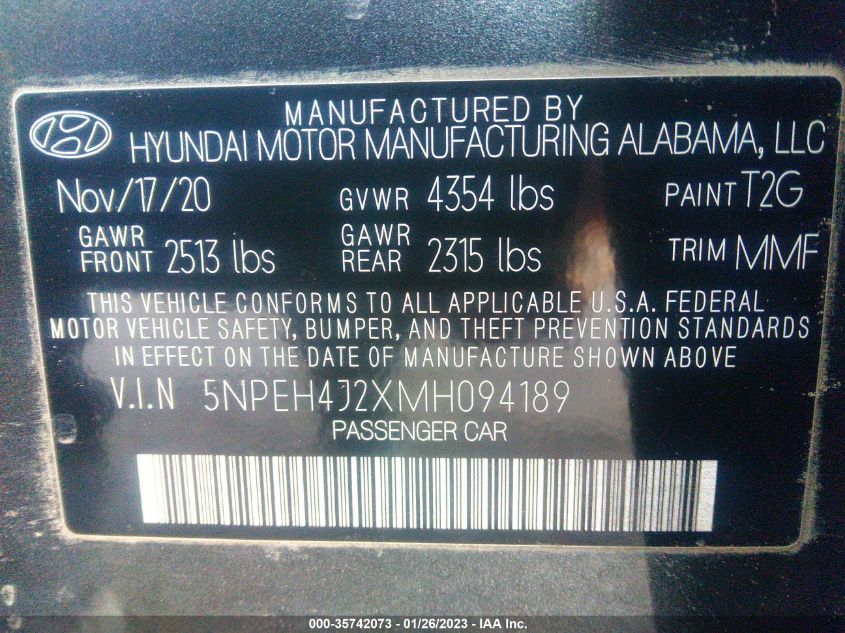 MANUFACTURED BY
HYUNDAI MOTOR MANUFACTURING ALABAMA, LLC
Nov/17/20 GVWR 4354 lbs PAINT T2G
GAWR FRONT 2513 lbs GAWR REAR 2315 lbs TRIM MMF
THIS VEHICLE CONFORMS TO ALL APPLICABLE U.S.A. FEDERAL
MOTOR VEHICLE SAFETY, BUMPER, AND THEFT PREVENTION STANDARDS
IN EFFECT ON THE DATE OF MANUFACTURE SHOWN ABOVE
V.I.N 5NPEH4J2XMH094189
PASSENGER CAR
000-35742073 - 01/26/2023 - IAA Inc.